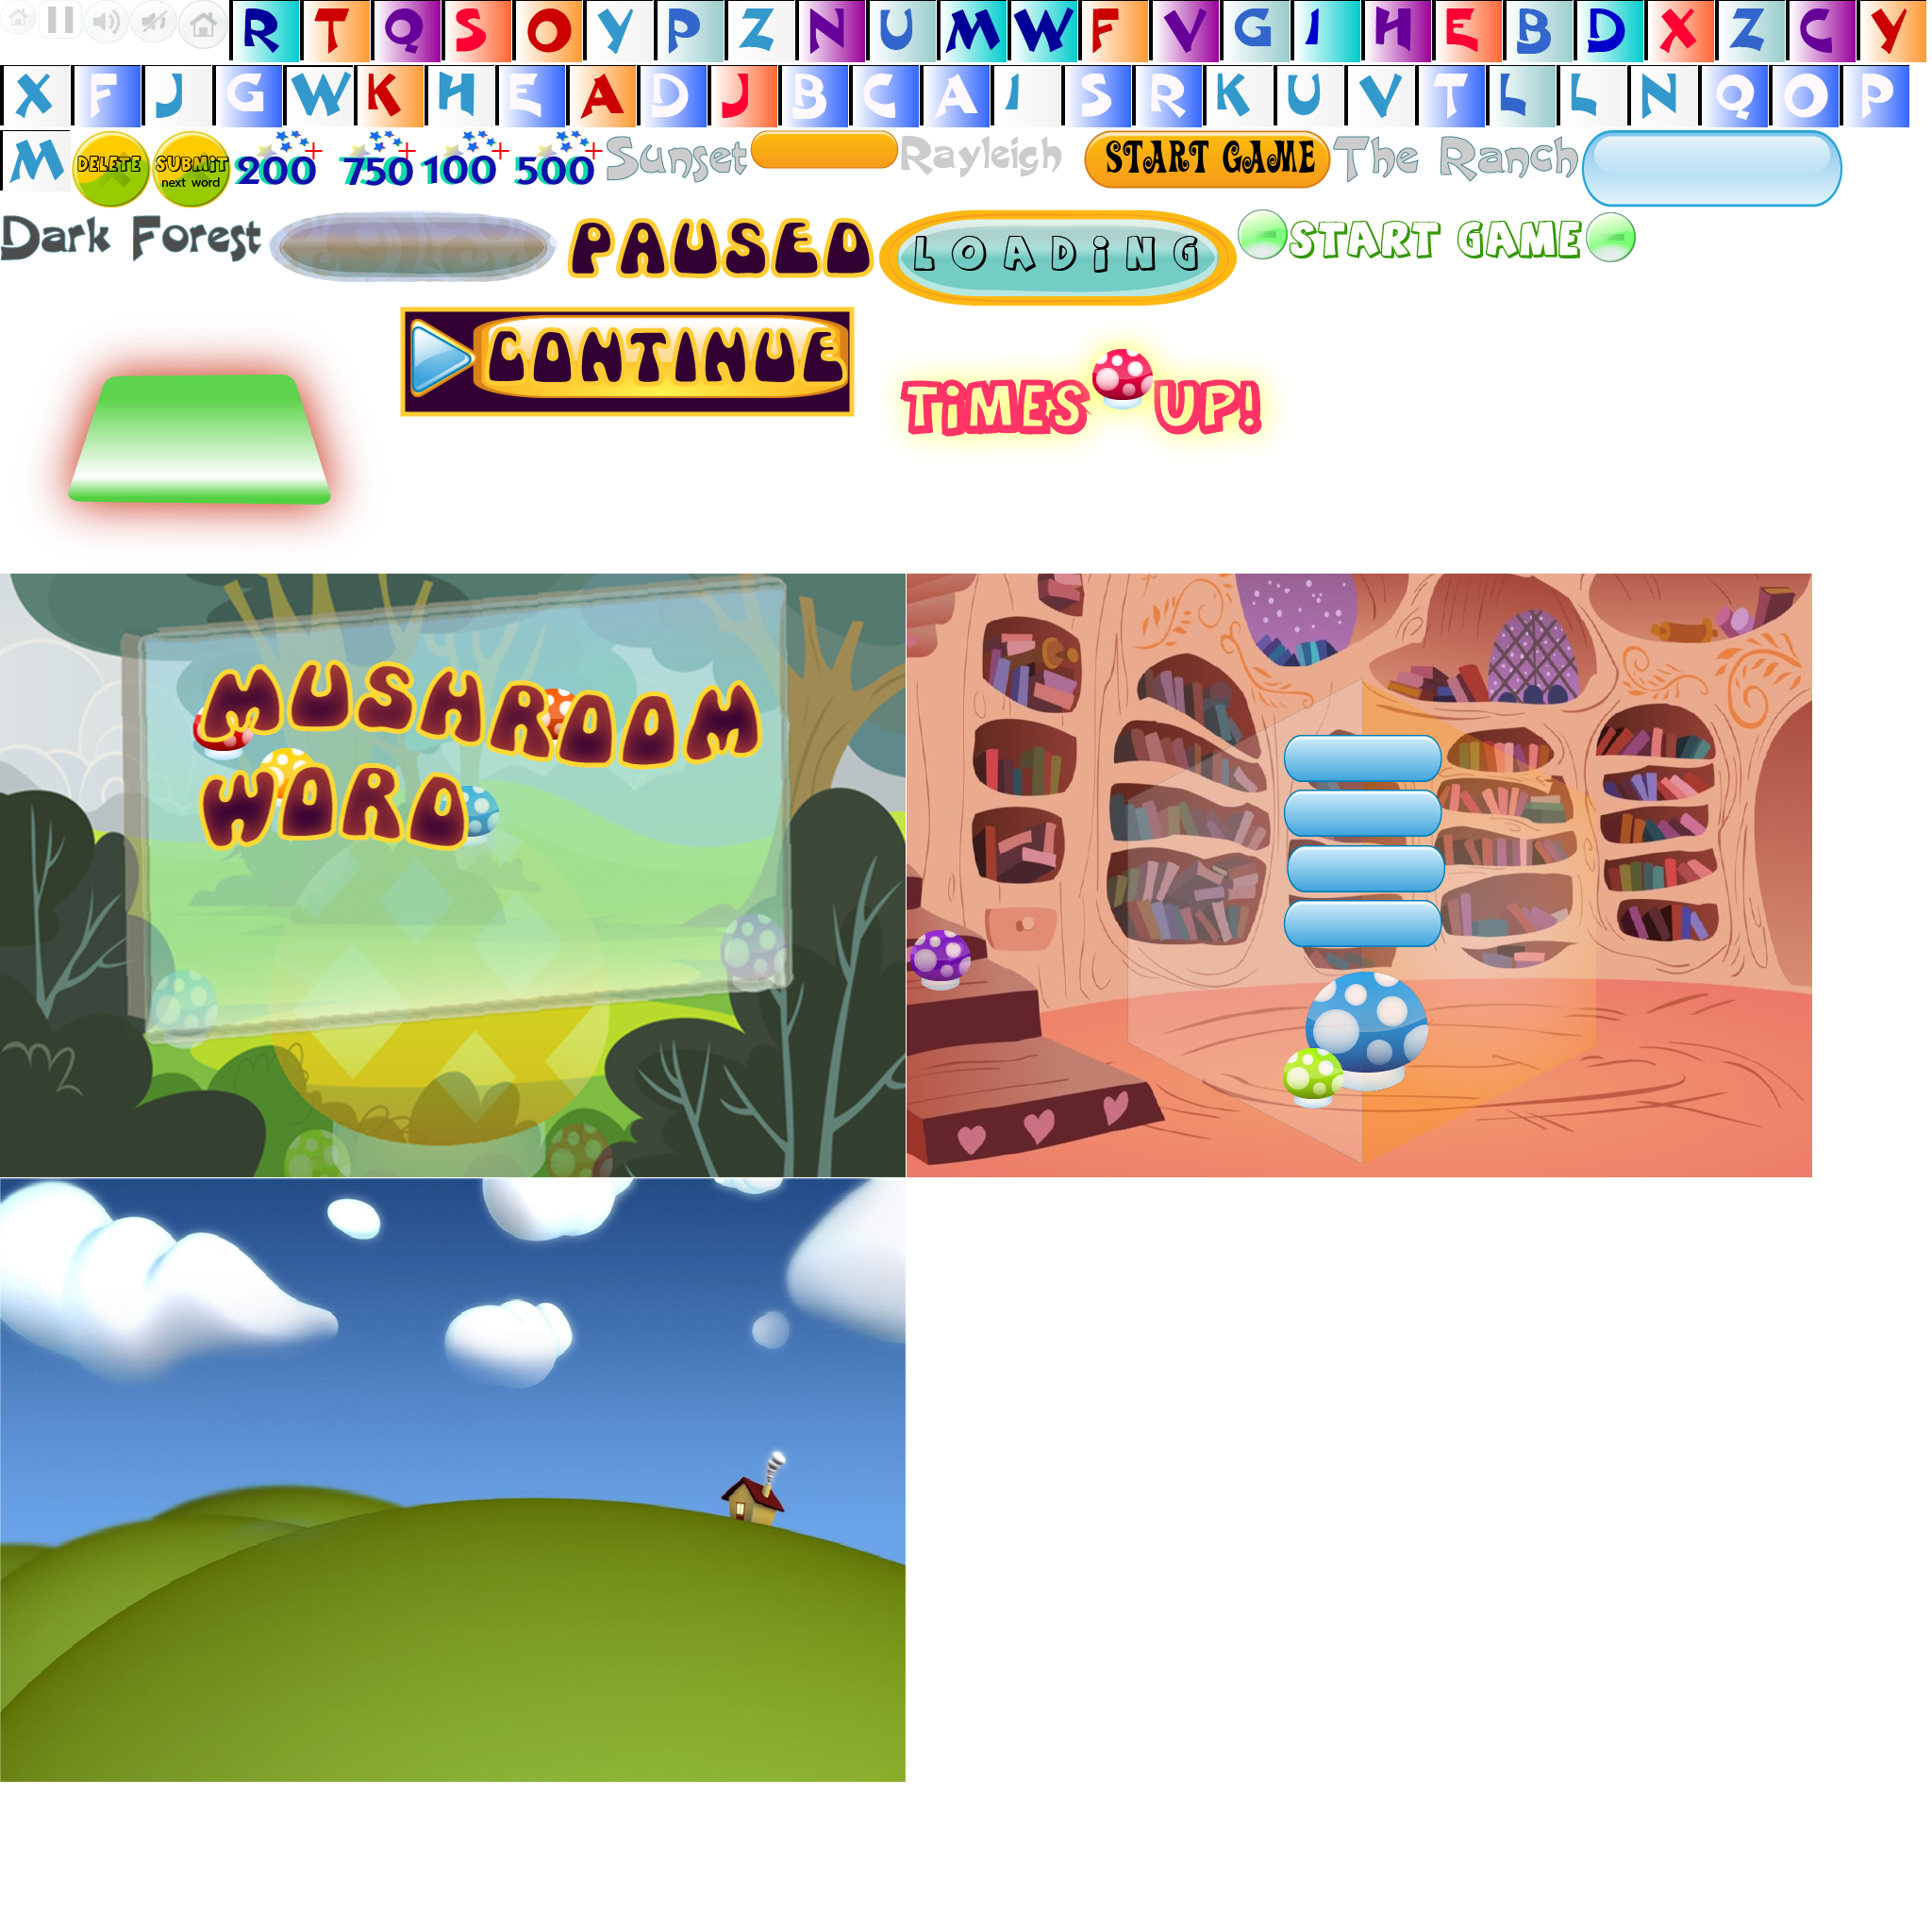 R T Q S O Y P Z N U M W F V G I H E B D X Z C Y
X F J G W K H E A D J B C A I S R K U V T L L N Q O P
M DELETE SUBMIT 200+ 750+ 100+ 500+ Sunset Rayleigh START GAME The Ranch
next word
Dark Forest PAUSED LOADING START GAME
CONTINUE
TIMES UP!
MUSHROOM
WORD